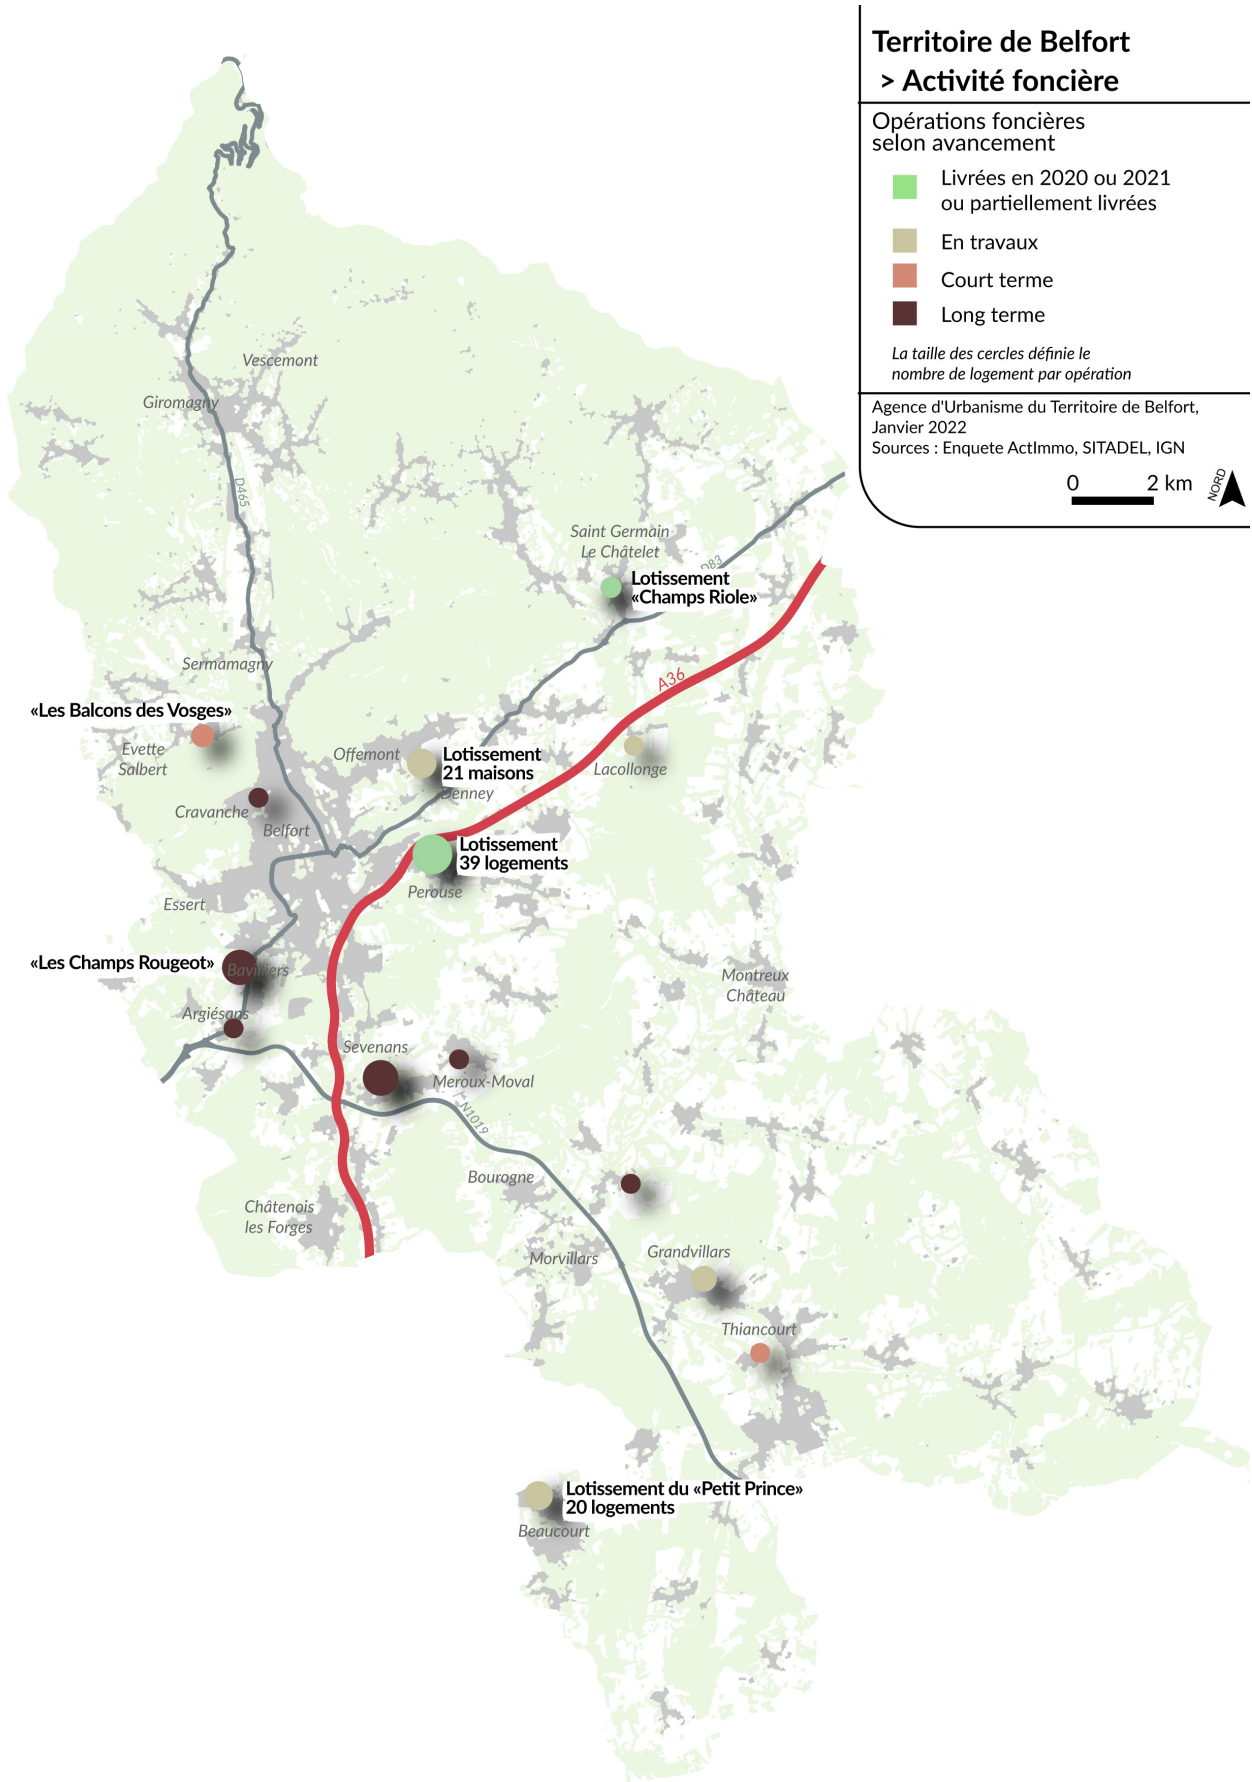 Territoire de Belfort
> Activité foncière
Opérations foncières
selon avancement
Livrées en 2020 ou 2021
ou partiellement livrées
En travaux
Court terme
Long terme
La taille des cercles définie le
nombre de logement par opération
Agence d'Urbanisme du Territoire de Belfort,
Janvier 2022
Sources : Enquete ActImmo, SITADEL, IGN
0 2 km
NORD
Vescemont
Giromagny
D465
Saint Germain
Le Châtelet
D83
Lotissement
«Champs Riole»
Sermamagny
A36
«Les Balcons des Vosges»
Evette
Salbert
Offemont
Lotissement
21 maisons
Denney
Lacollonge
Cravanche
Belfort
Lotissement
39 logements
Perouse
Essert
«Les Champs Rougeot»
Bavilliers
Montreux
Château
Argiésans
Sevenans
Meroux-Moval
N1019
Bourogne
Châtenois
les Forges
Morvillars
Grandvillars
Thiancourt
Lotissement du «Petit Prince»
20 logements
Beaucourt